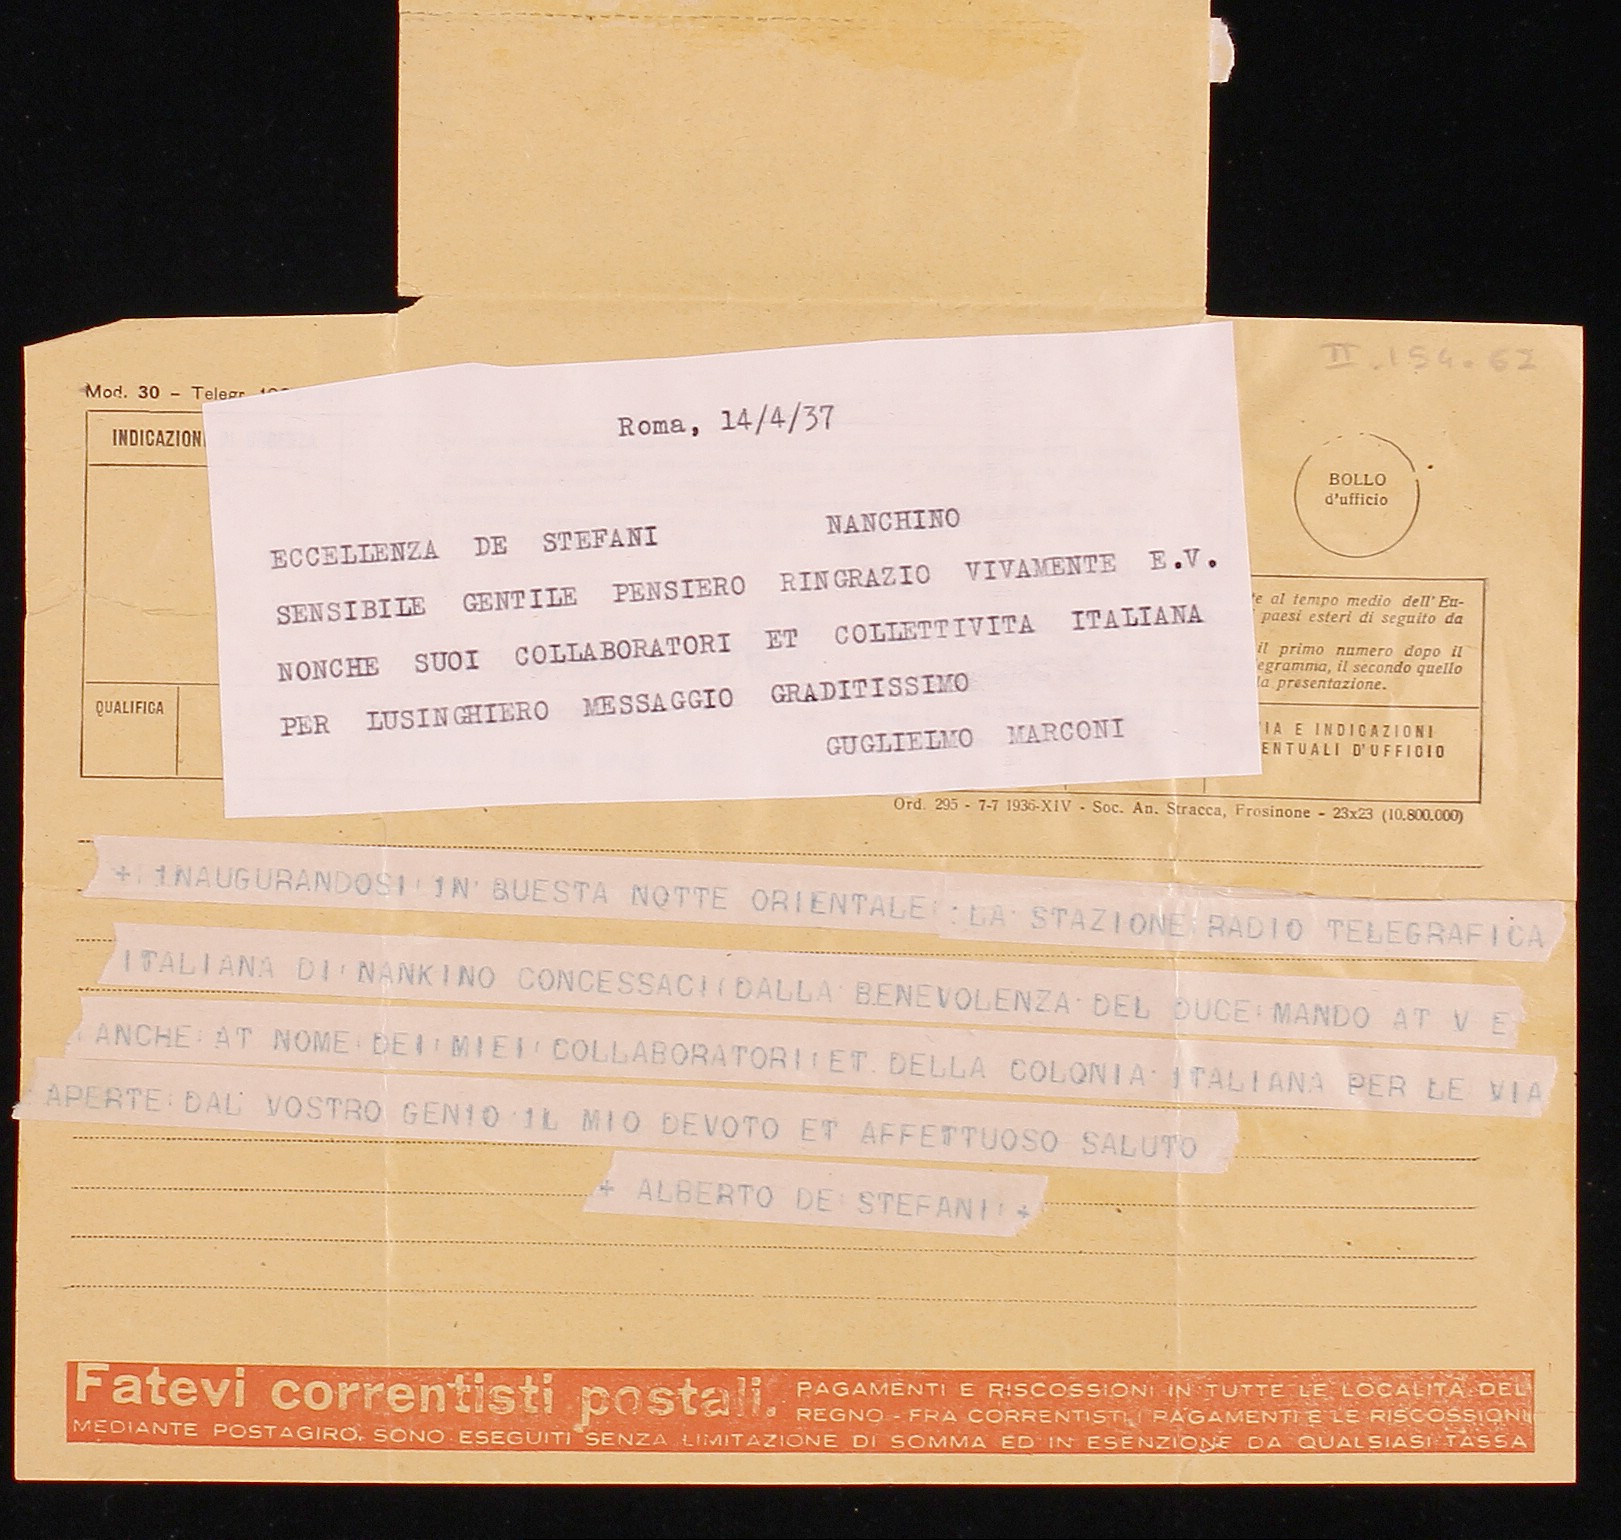 II.154.62
Mod. 30 - Telegr.
INDICAZIONI
BOLLO
d'ufficio
Roma, 14/4/37
ECCELLENZA DE STEFANI NANCHINO
SENSIBILE GENTILE PENSIERO RINGRAZIO VIVAMENTE E.V.
NONCHE SUOI COLLABORATORI ET COLLETTIVITA ITALIANA
PER LUSINGHIERO MESSAGGIO GRADITISSIMO
GUGLIELMO MARCONI
al tempo medio dell'Eu-
paesi esteri di seguito da
il primo numero dopo il
egramma, il secondo quello
la presentazione.
QUALIFICA
VIA E INDICAZIONI
ENTUALI D'UFFICIO
Ord. 295 - 7-7 1936-XIV - Soc. An. Stracca, Frosinone - 23x23 (10.800.000)
+ INAUGURANDOSI IN QUESTA NOTTE ORIENTALE LA STAZIONE RADIO TELEGRAFICA
ITALIANA DI NANKINO CONCESSACI DALLA BENEVOLENZA DEL DUCE MANDO AT V E
ANCHE AT NOME DEI MIEI COLLABORATORI ET DELLA COLONIA ITALIANA PER LE VIA
APERTE DAL VOSTRO GENIO IL MIO DEVOTO ET AFFETTUOSO SALUTO
+ ALBERTO DE STEFANI +
Fatevi correntisti postali. PAGAMENTI E RISCOSSIONI IN TUTTE LE LOCALITÀ DEL
REGNO - FRA CORRENTISTI, I PAGAMENTI E LE RISCOSSIONI
MEDIANTE POSTAGIRO, SONO ESEGUITI SENZA LIMITAZIONE DI SOMMA ED IN ESENZIONE DA QUALSIASI TASSA